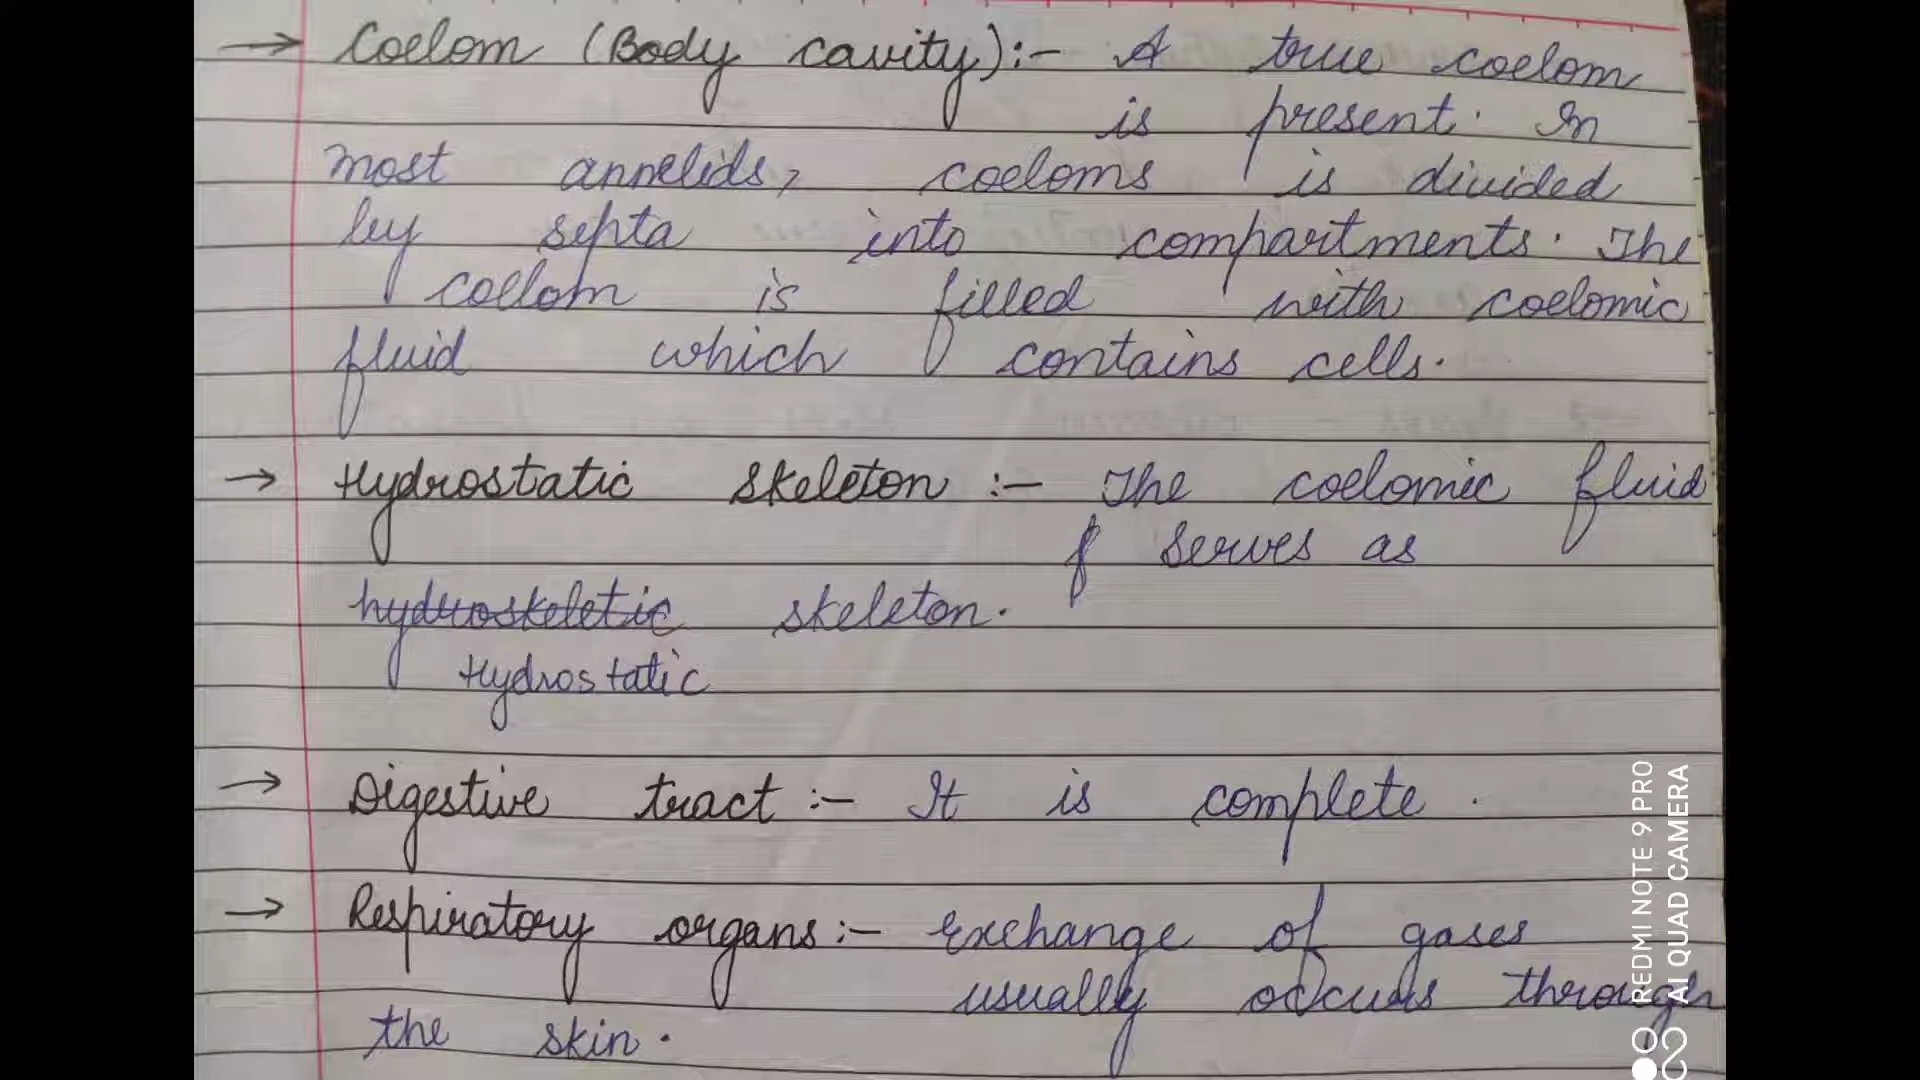 → Coelom (Body cavity):- A true coelom
is present. In
most annelids, coeloms is divided
by septa into compartments. The
coelom is filled with coelomic
fluid which contains cells.
→ Hydrostatic skeleton :- The coelomic fluid
serves as
hydroskeletic skeleton.
Hydrostatic
→ Digestive tract :- It is complete.
→ Respiratory organs:- Exchange of gases
usually occurs through
the skin.
REDMI NOTE 9 PRO
AI QUAD CAMERA